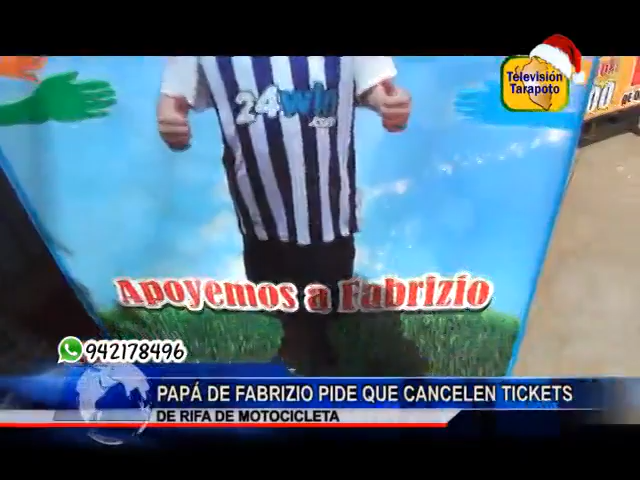 Televisión
Tarapoto
24Win
.com
Apoyemos a Fabrizio
942178496
PAPÁ DE FABRIZIO PIDE QUE CANCELEN TICKETS
DE RIFA DE MOTOCICLETA